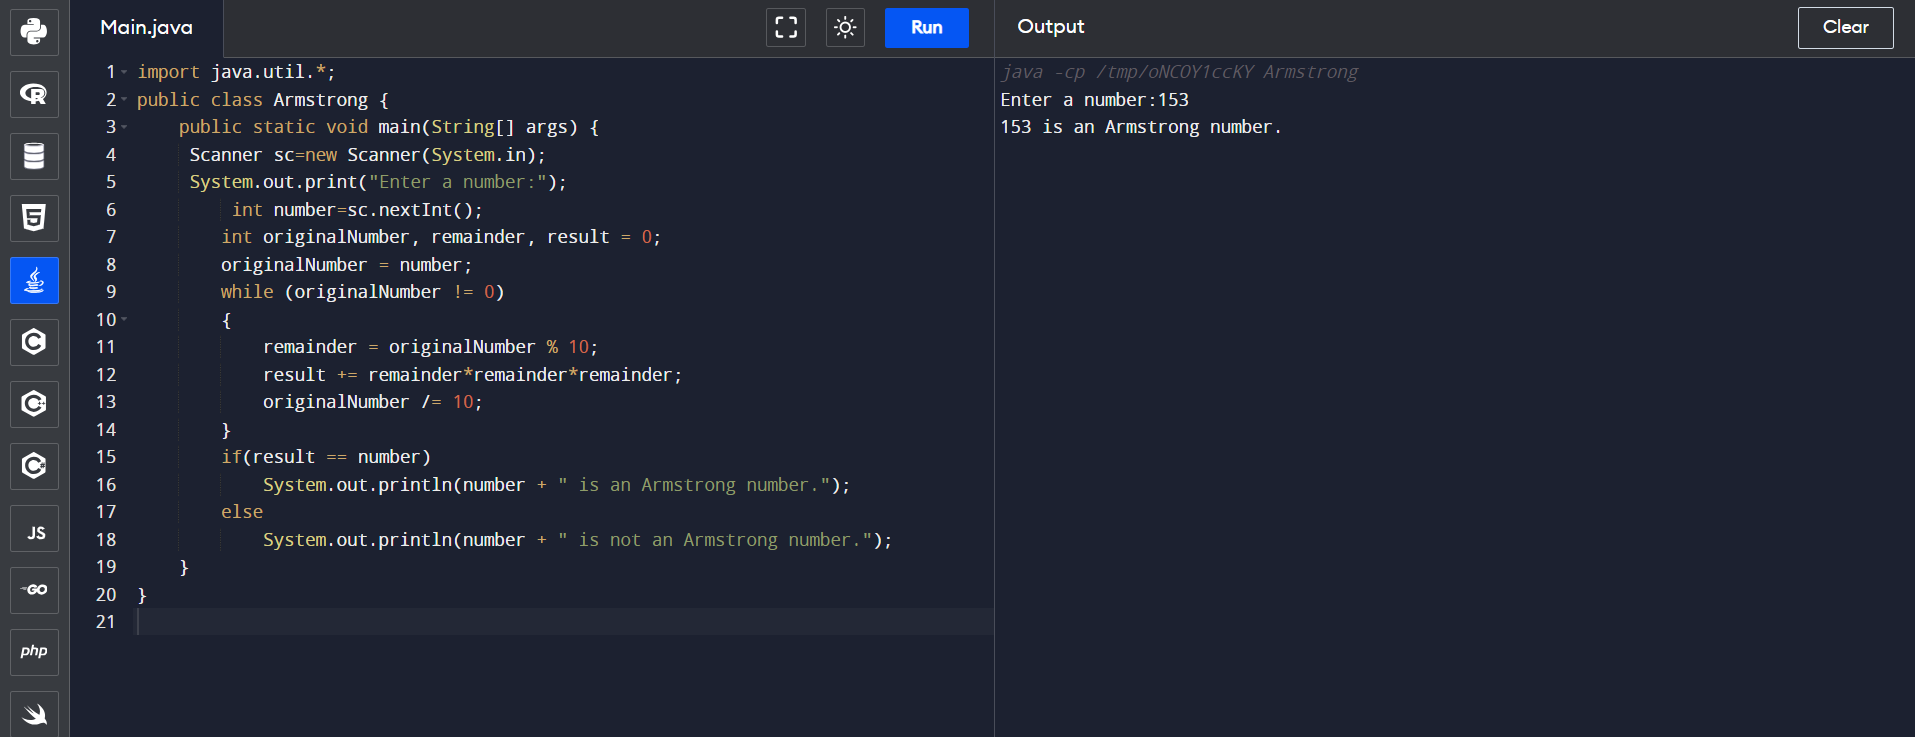 Main.java
Run
1 import java.util.*;
2 public class Armstrong {
3     public static void main(String[] args) {
4      Scanner sc=new Scanner(System.in);
5      System.out.print("Enter a number:");
6          int number=sc.nextInt();
7         int originalNumber, remainder, result = 0;
8         originalNumber = number;
9         while (originalNumber != 0)
10         {
11             remainder = originalNumber % 10;
12             result += remainder*remainder*remainder;
13             originalNumber /= 10;
14         }
15         if(result == number)
16             System.out.println(number + " is an Armstrong number.");
17         else
18             System.out.println(number + " is not an Armstrong number.");
19     }
20 }
21
Output
Clear
java -cp /tmp/oNCOY1ccKY Armstrong
Enter a number:153
153 is an Armstrong number.
R
5
C
C++
C#
JS
GO
php